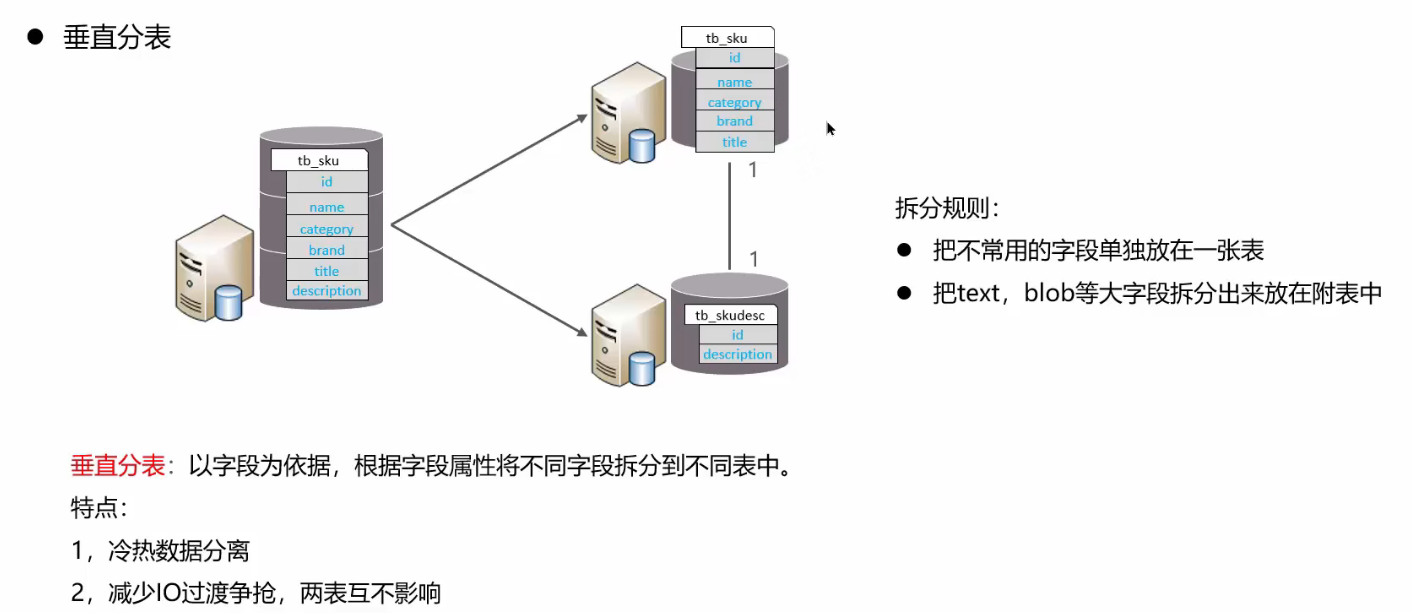 ● 垂直分表
tb_sku
id
name
category
brand
title
description
tb_sku
id
name
category
brand
title
1
1
tb_skudesc
id
description
拆分规则：
● 把不常用的字段单独放在一张表
● 把text，blob等大字段拆分出来放在附表中
垂直分表：以字段为依据，根据字段属性将不同字段拆分到不同表中。
特点：
1，冷热数据分离
2，减少IO过渡争抢，两表互不影响